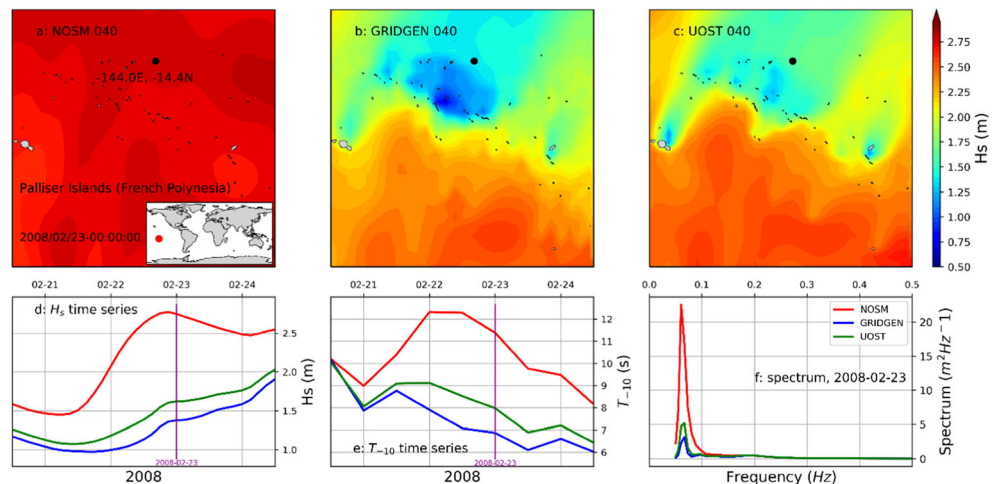 a: NOSM 040
-144.0E, -14.4N
Palliser Islands (French Polynesia)
2008/02/23-00:00:00
b: GRIDGEN 040
c: UOST 040
2.75
2.50
2.25
2.00
1.75
1.50
1.25
1.00
0.75
0.50
Hs (m)
02-21 02-22 02-23 02-24
d: Hs time series
2.5
2.0
1.5
1.0
Hs (m)
2008-02-23
2008
02-21 02-22 02-23 02-24
12
11
10
9
8
7
6
T−10 (s)
e: T−10 time series
2008-02-23
2008
0.0 0.1 0.2 0.3 0.4 0.5
NOSM
GRIDGEN
UOST
f: spectrum, 2008-02-23
20
15
10
5
0
Spectrum (m²Hz−1)
Frequency (Hz)